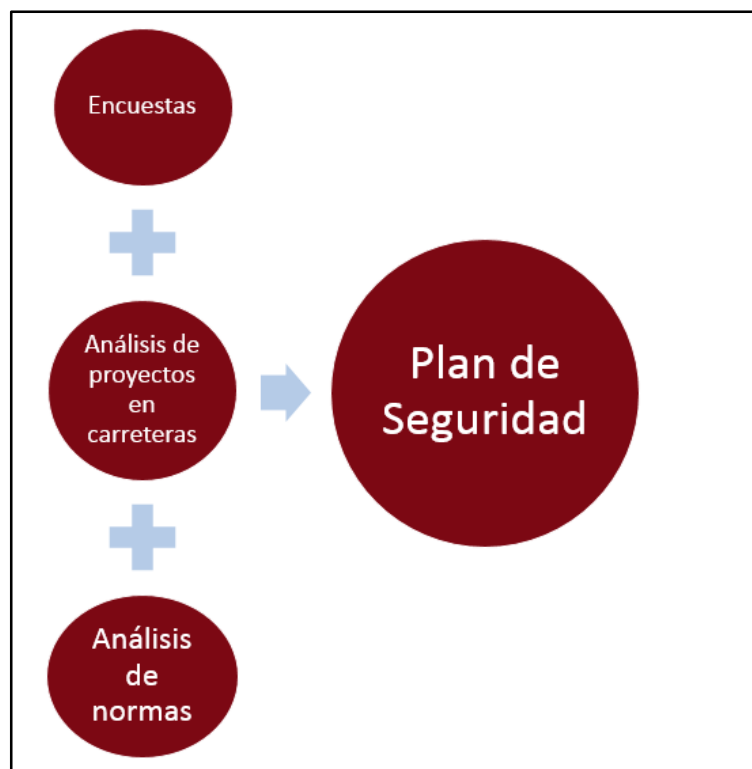 Encuestas
Análisis de
proyectos
en
carreteras
Plan de
Seguridad
Análisis
de
normas